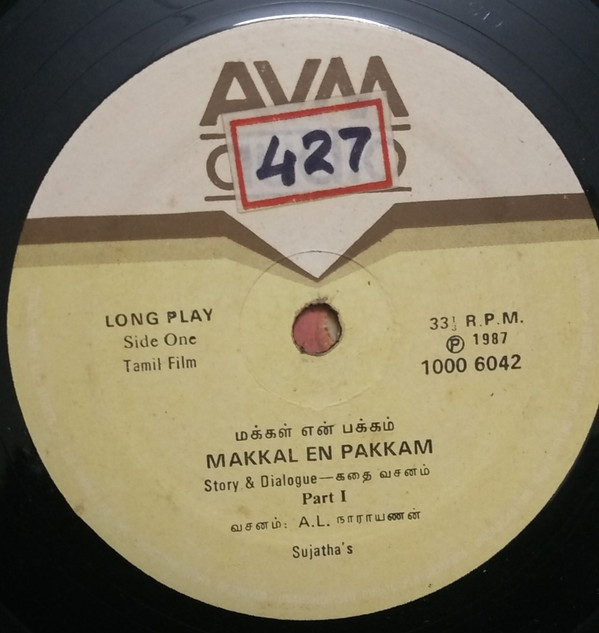 AVM
427
LONG PLAY
Side One
Tamil Film
33⅓ R.P.M.
Ⓟ 1987
1000 6042
மக்கள் என் பக்கம்
MAKKAL EN PAKKAM
Story & Dialogue—கதை வசனம்
Part I
வசனம்: A.L. நாராயணன்
Sujatha's